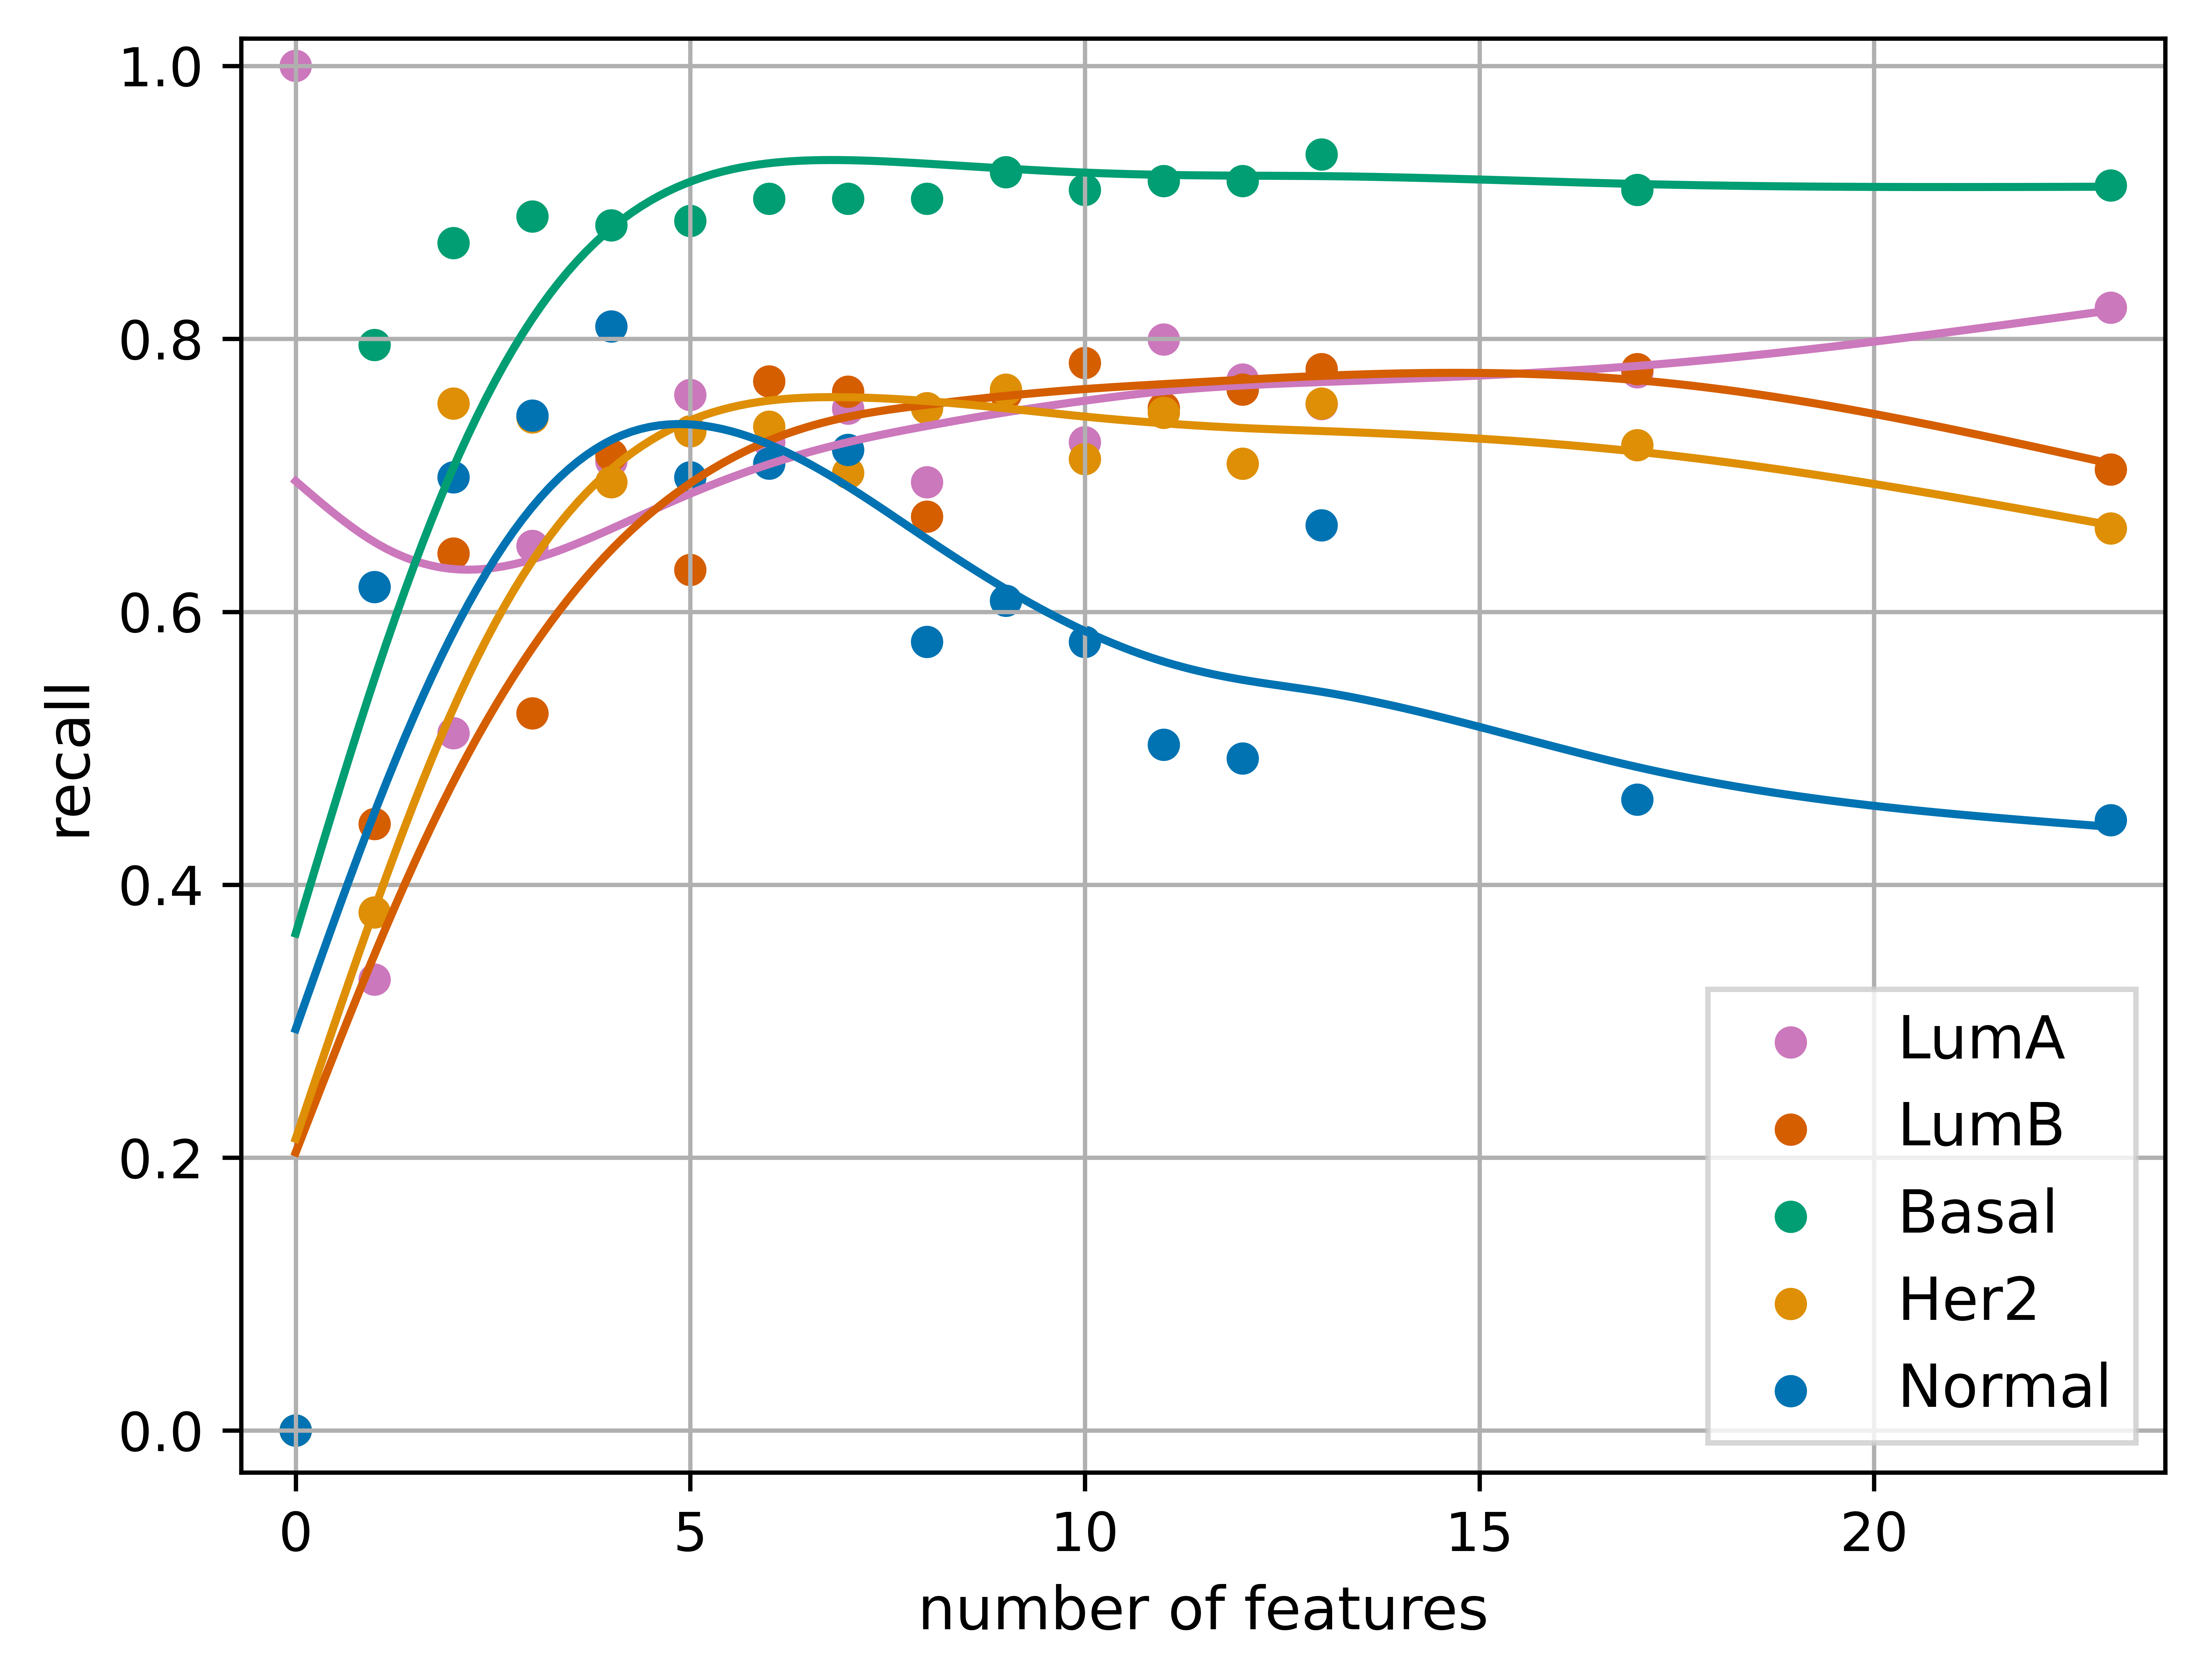 1.0
0.8
0.6
0.4
0.2
0.0
recall
0 5 10 15 20
number of features
LumA
LumB
Basal
Her2
Normal